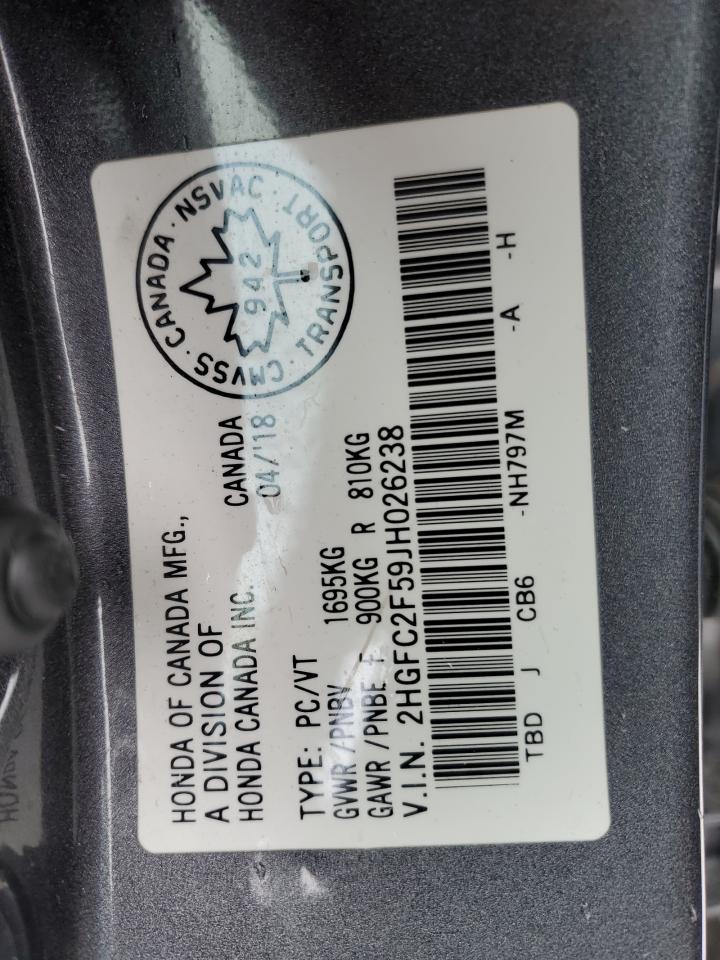 HONDA OF CANADA MFG.,
A DIVISION OF
HONDA CANADA INC.
CANADA
04/'18
CMVSS · CANADA · NSVAC · TRANSPORT ·
942
TYPE: PC/VT
GVWR/PNBV 1695KG
GAWR/PNBE F 900KG R 810KG
V.I.N. 2HGFC2F59JH026238
TBD J CB6 -NH797M -A -H